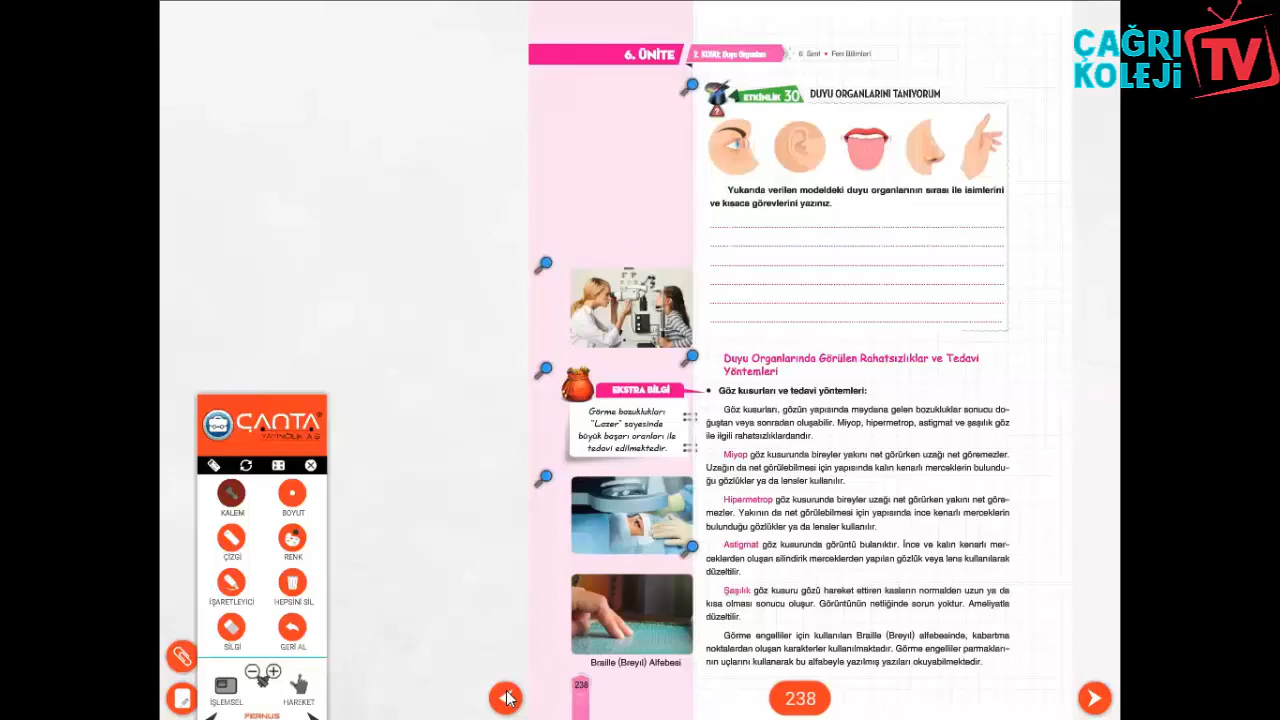 ÇAĞRI
KOLEJİ
TV
6. ÜNİTE
2. KONU: Duyu Organları
6. Sınıf • Fen Bilimleri
ETKİNLİK 30
DUYU ORGANLARINI TANIYORUM
Yukarıda verilen modeldeki duyu organlarının sırası ile isimlerini
ve kısaca görevlerini yazınız.
Duyu Organlarında Görülen Rahatsızlıklar ve Tedavi
Yöntemleri
• Göz kusurları ve tedavi yöntemleri:
Göz kusurları, gözün yapısında meydana gelen bozukluklar sonucu do-
ğuştan veya sonradan oluşabilir. Miyop, hipermetrop, astigmat ve şaşılık göz
ile ilgili rahatsızlıklardandır.
Miyop göz kusurunda bireyler yakını net görürken uzağı net göremezler.
Uzağın da net görülebilmesi için yapısında kalın kenarlı merceklerin bulundu-
ğu gözlükler ya da lensler kullanılır.
Hipermetrop göz kusurunda bireyler uzağı net görürken yakını net göre-
mezler. Yakının da net görülebilmesi için yapısında ince kenarlı merceklerin
bulunduğu gözlükler ya da lensler kullanılır.
Astigmat göz kusurunda görüntü bulanıktır. İnce ve kalın kenarlı mer-
ceklerden oluşan silindirik merceklerden yapılan gözlük veya lens kullanılarak
düzeltilir.
Şaşılık göz kusuru gözü hareket ettiren kasların normalden uzun ya da
kısa olması sonucu oluşur. Görüntünün netliğinde sorun yoktur. Ameliyatla
düzeltilir.
Görme engelliler için kullanılan Braille (Breyıl) alfebesinde, kabartma
noktalardan oluşan karakterler kullanılmaktadır. Görme engelliler parmakları-
nın uçlarını kullanarak bu alfabeyle yazılmış yazıları okuyabilmektedir.
EKSTRA BİLGİ
Görme bozuklukları
"Lazer" sayesinde
büyük başarı oranları ile
tedavi edilmektedir.
Braille (Breyıl) Alfebesi
238
238
ÇANTA
YAYINCILIK A.Ş
KALEM
BOYUT
ÇİZGİ
RENK
İŞARETLEYİCİ
HEPSİNİ SİL
SİLGİ
GERİ AL
İŞLEMSEL
HAREKET
FERNUS